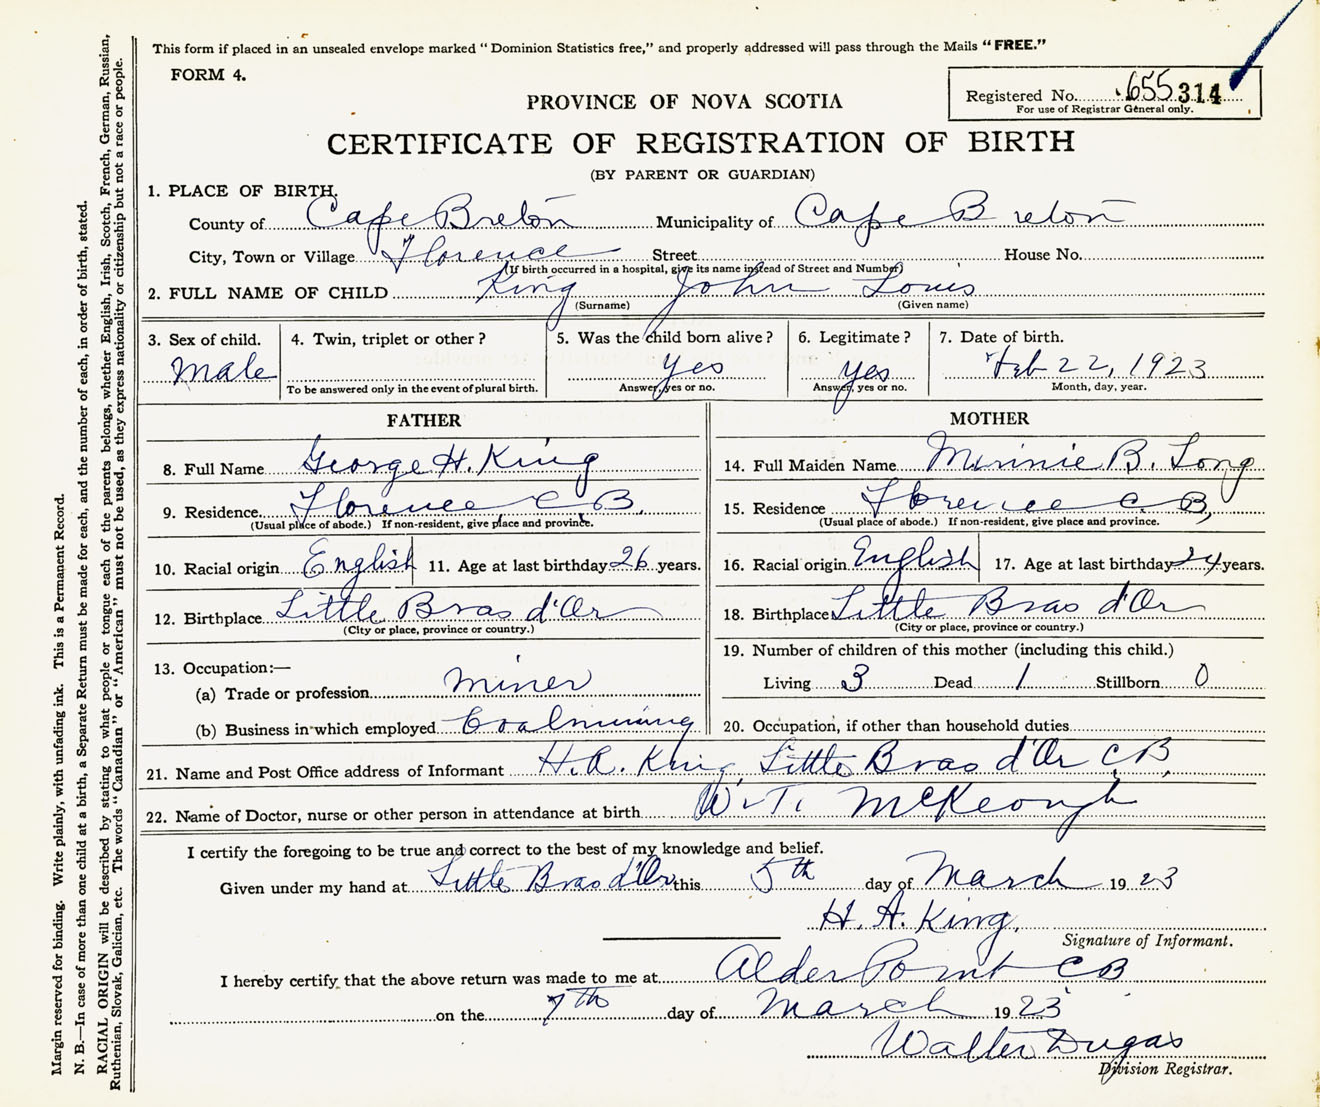 This form if placed in an unsealed envelope marked "Dominion Statistics free," and properly addressed will pass through the Mails "FREE."
FORM 4.
Registered No. 655314
For use of Registrar General only.
PROVINCE OF NOVA SCOTIA
CERTIFICATE OF REGISTRATION OF BIRTH
(BY PARENT OR GUARDIAN)
1. PLACE OF BIRTH.
County of Cape Breton Municipality of Cape Breton
City, Town or Village Florence Street House No.
(If birth occurred in a hospital, give its name instead of Street and Number)
2. FULL NAME OF CHILD King John Louis
(Surname) (Given name)
3. Sex of child. 4. Twin, triplet or other? 5. Was the child born alive? 6. Legitimate? 7. Date of birth.
Male yes yes Feb 22, 1923
To be answered only in the event of plural birth. Answer, yes or no. Answer, yes or no. Month, day, year.
FATHER
8. Full Name George H. King
9. Residence Florence C B,
(Usual place of abode.) If non-resident, give place and province.
10. Racial origin English 11. Age at last birthday 26 years.
12. Birthplace Little Bras d'Or
(City or place, province or country.)
13. Occupation:—
(a) Trade or profession miner
(b) Business in which employed Coalmining
MOTHER
14. Full Maiden Name Minnie B. Long
15. Residence Florence C. B,
(Usual place of abode.) If non-resident, give place and province.
16. Racial origin English 17. Age at last birthday 24 years.
18. Birthplace Little Bras d'Or
(City or place, province or country.)
19. Number of children of this mother (including this child.)
Living 3 Dead 1 Stillborn 0
20. Occupation, if other than household duties
21. Name and Post Office address of Informant H.A. King, Little Bras d'Or C B,
22. Name of Doctor, nurse or other person in attendance at birth W. T. McKeough
I certify the foregoing to be true and correct to the best of my knowledge and belief.
Given under my hand at Little Bras d'Or this 5th day of March 1923
H. A. King.
Signature of Informant.
I hereby certify that the above return was made to me at Alder Point C B
on the 7th day of March 1923
Walter Dugas
Division Registrar.
Margin reserved for binding. Write plainly, with unfading ink. This is a Permanent Record.
N. B.—In case of more than one child at a birth, a Separate Return must be made for each, and the number of each, in order of birth, stated.
RACIAL ORIGIN will be described by stating to what people or tongue each of the parents belongs, whether English, Irish, Scotch, French, German, Russian,
Ruthenian, Slovak, Galician, etc. The words "Canadian" or "American" must not be used, as they express nationality or citizenship but not a race or people.